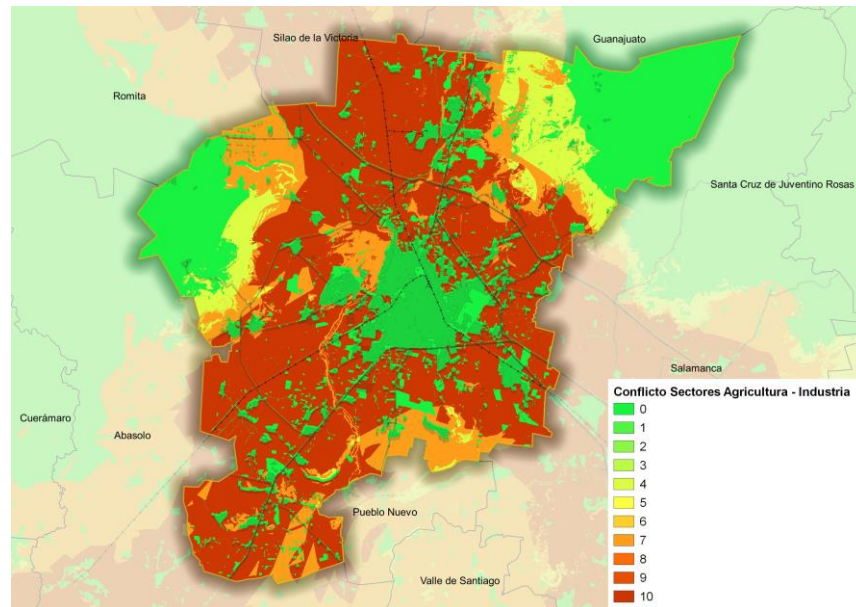 Silao de la Victoria
Guanajuato
Romita
Santa Cruz de Juventino Rosas
Salamanca
Cuerámaro
Abasolo
Pueblo Nuevo
Valle de Santiago
Conflicto Sectores Agricultura - Industria
0
1
2
3
4
5
6
7
8
9
10